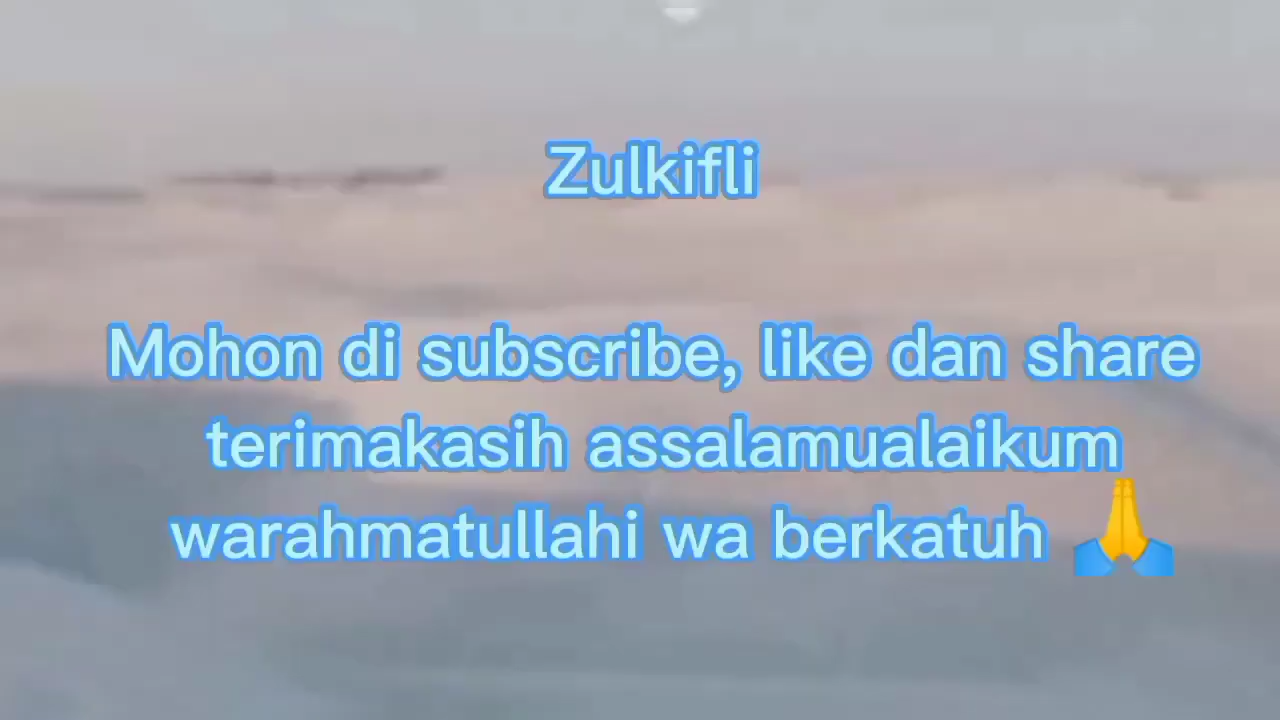 Zulkifli
Mohon di subscribe, like dan share
terimakasih assalamualaikum
warahmatullahi wa berkatuh 🙏